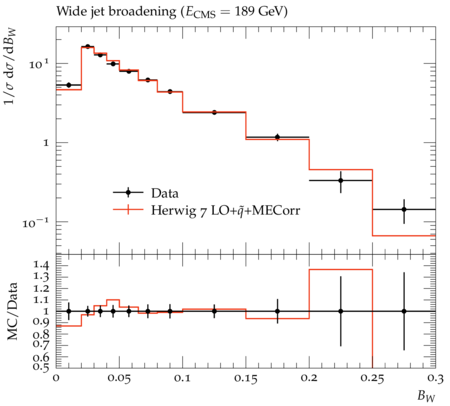 Wide jet broadening (E_CMS = 189 GeV)
1/σ dσ/dB_W
10^1
1
10^−1
Data
Herwig 7 LO+q̃+MECorr
MC/Data
1.4
1.3
1.2
1.1
1
0.9
0.8
0.7
0.6
0.5
0 0.05 0.1 0.15 0.2 0.25 0.3
B_W